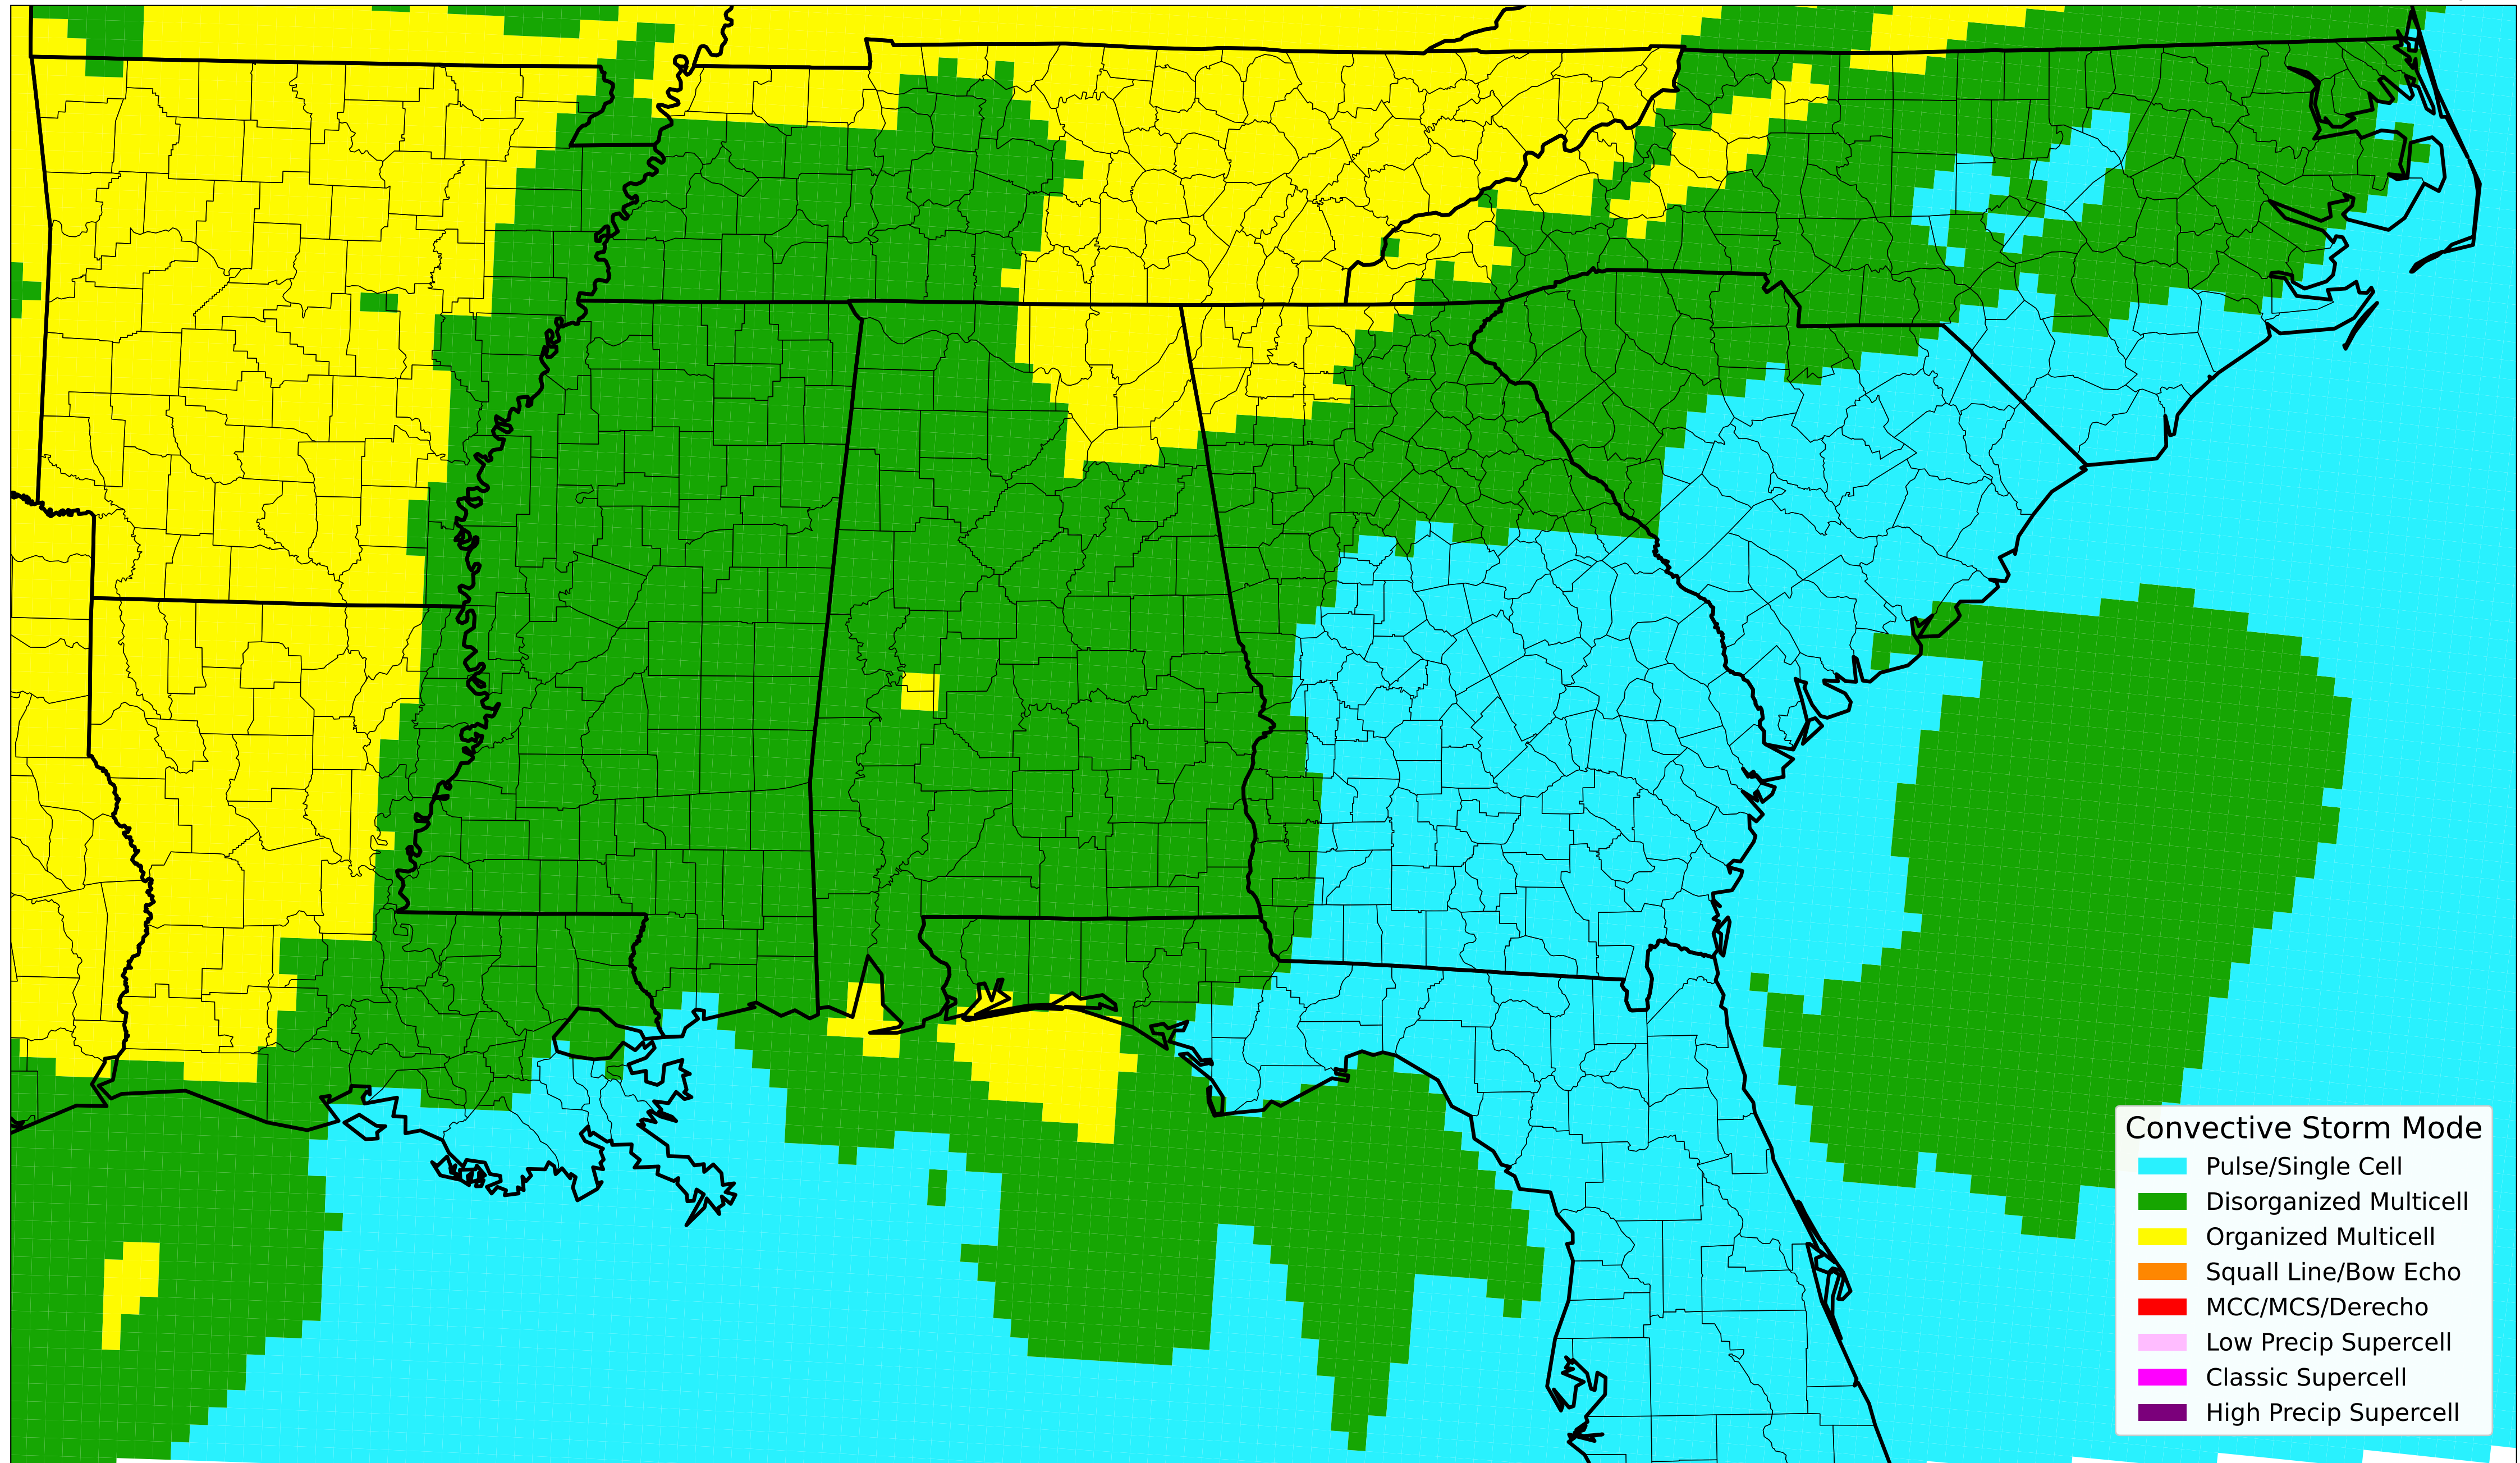 Convective Storm Mode
Pulse/Single Cell
Disorganized Multicell
Organized Multicell
Squall Line/Bow Echo
MCC/MCS/Derecho
Low Precip Supercell
Classic Supercell
High Precip Supercell